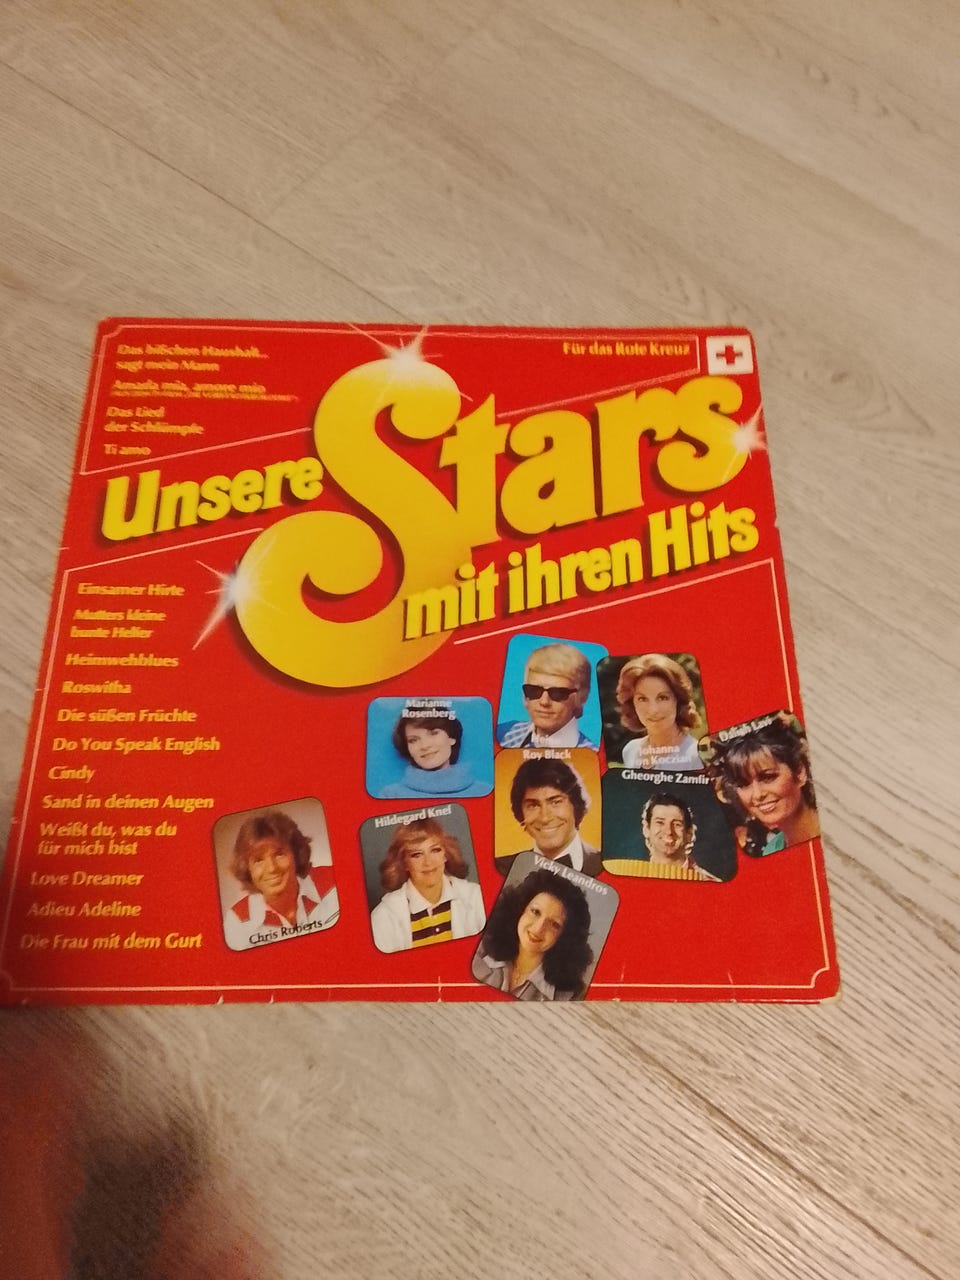 Das bißchen Haushalt...
sagt mein Mann
Amada mia, amore mio
Das Lied
der Schlümpfe
Ti amo
Für das Rote Kreuz
Unsere
Stars
mit ihren Hits
Einsamer Hirte
Mutters kleine
bunte Helfer
Heimwehblues
Roswitha
Die süßen Früchte
Do You Speak English
Cindy
Sand in deinen Augen
Weißt du, was du
für mich bist
Love Dreamer
Adieu Adeline
Die Frau mit dem Gurt
Marianne
Rosenberg
Heino
Johanna
von Koczian
Daliah Lavi
Roy Black
Gheorghe Zamfir
Hildegard Knef
Vicky Leandros
Chris Roberts